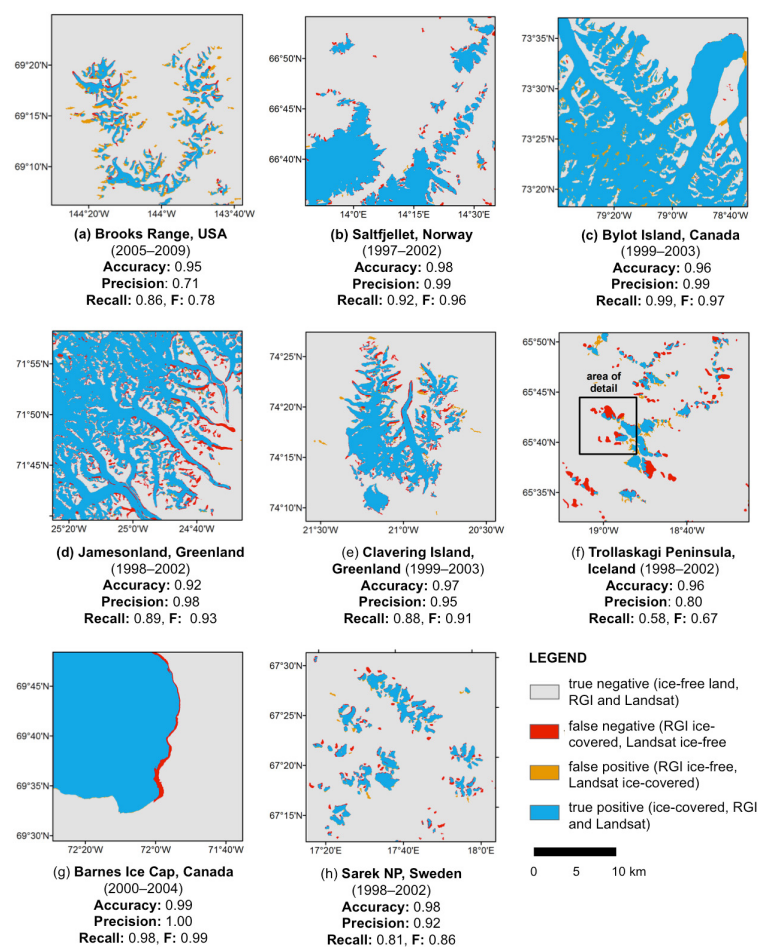 69°20'N
69°15'N
69°10'N
144°20'W 144°W 143°40'W
(a) Brooks Range, USA
(2005–2009)
Accuracy: 0.95
Precision: 0.71
Recall: 0.86, F: 0.78
66°50'N
66°45'N
66°40'N
14°0'E 14°15'E 14°30'E
(b) Saltfjellet, Norway
(1997–2002)
Accuracy: 0.98
Precision: 0.99
Recall: 0.92, F: 0.96
73°35'N
73°30'N
73°25'N
73°20'N
79°20'W 79°0'W 78°40'W
(c) Bylot Island, Canada
(1999–2003)
Accuracy: 0.96
Precision: 0.99
Recall: 0.99, F: 0.97
71°55'N
71°50'N
71°45'N
25°20'W 25°0'W 24°40'W
(d) Jamesonland, Greenland
(1998–2002)
Accuracy: 0.92
Precision: 0.98
Recall: 0.89, F: 0.93
74°25'N
74°20'N
74°15'N
74°10'N
21°30'W 21°0'W 20°30'W
(e) Clavering Island,
Greenland (1999–2003)
Accuracy: 0.97
Precision: 0.95
Recall: 0.88, F: 0.91
65°50'N
65°45'N
65°40'N
65°35'N
area of
detail
19°0'W 18°40'W
(f) Trollaskagi Peninsula,
Iceland (1998–2002)
Accuracy: 0.96
Precision: 0.80
Recall: 0.58, F: 0.67
69°45'N
69°40'N
69°35'N
69°30'N
72°20'W 72°0'W 71°40'W
(g) Barnes Ice Cap, Canada
(2000–2004)
Accuracy: 0.99
Precision: 1.00
Recall: 0.98, F: 0.99
67°30'N
67°25'N
67°20'N
67°15'N
17°20'E 17°40'E 18°0'E
(h) Sarek NP, Sweden
(1998–2002)
Accuracy: 0.98
Precision: 0.92
Recall: 0.81, F: 0.86
LEGEND
true negative (ice-free land,
RGI and Landsat)
false negative (RGI ice-
covered, Landsat ice-free
false positive (RGI ice-free,
Landsat ice-covered)
true positive (ice-covered, RGI
and Landsat)
0 5 10 km